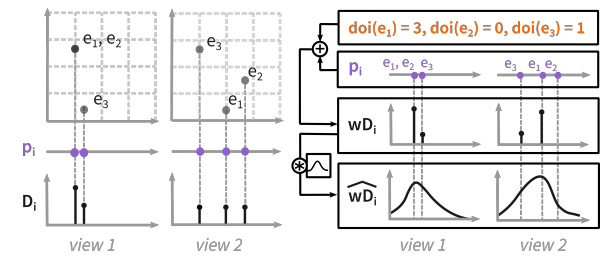 e₁, e₂
e₃
e₃
e₂
e₁
pᵢ
Dᵢ
view 1
view 2
doi(e₁) = 3, doi(e₂) = 0, doi(e₃) = 1
+
pᵢ
e₁, e₂ e₃
e₃ e₁ e₂
wDᵢ
*
\widehat{wDᵢ}
view 1
view 2